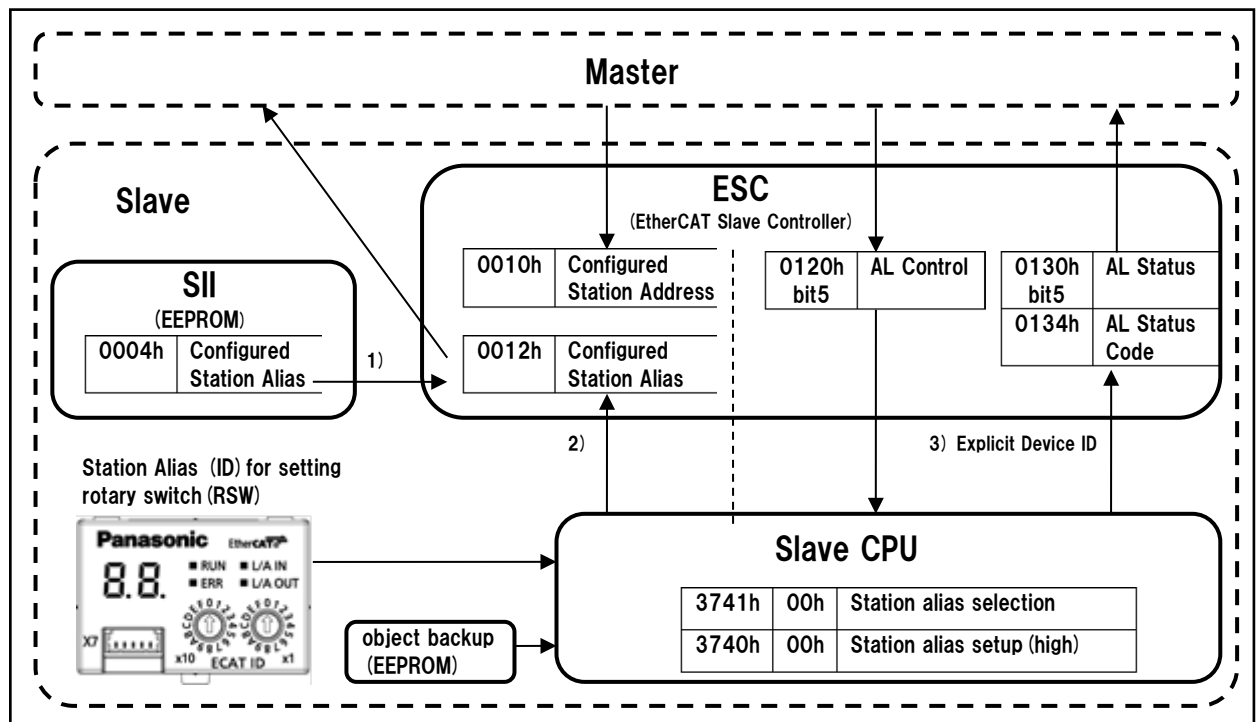 Master
Slave
ESC
(EtherCAT Slave Controller)
0010h Configured
Station Address
0120h AL Control
bit5
0130h AL Status
bit5
0134h AL Status
Code
SII
(EEPROM)
0004h Configured
Station Alias
1)
0012h Configured
Station Alias
2)
3) Explicit Device ID
Station Alias (ID) for setting
rotary switch (RSW)
Panasonic EtherCAT
8.8.
RUN L/A IN
ERR L/A OUT
X7
x10 ECAT ID x1
object backup
(EEPROM)
Slave CPU
3741h 00h Station alias selection
3740h 00h Station alias setup (high)